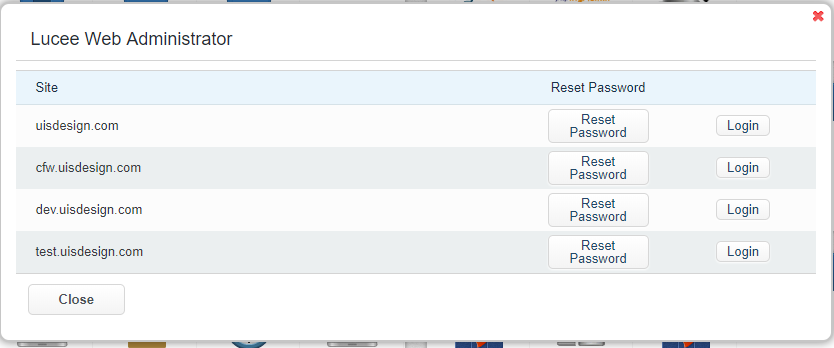 Lucee Web Administrator
Site Reset Password
uisdesign.com Reset Password Login
cfw.uisdesign.com Reset Password Login
dev.uisdesign.com Reset Password Login
test.uisdesign.com Reset Password Login
Close